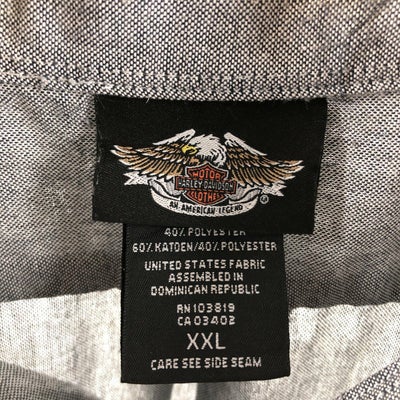 MOTOR
HARLEY-DAVIDSON
CLOTHES
AN AMERICAN LEGEND
®
40% POLYESTER
60% KATOEN/40% POLYESTER
UNITED STATES FABRIC
ASSEMBLED IN
DOMINICAN REPUBLIC
RN 103819
CA 03402
XXL
CARE SEE SIDE SEAM